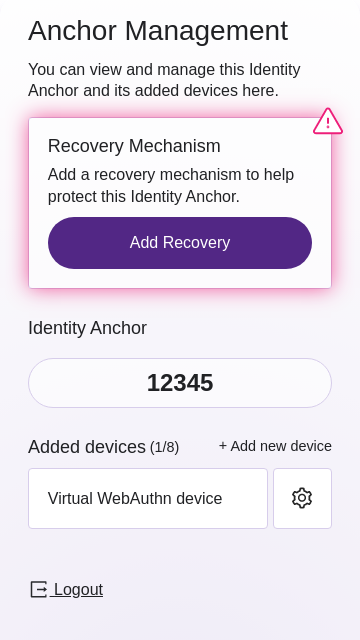 Anchor Management
You can view and manage this Identity
Anchor and its added devices here.
Recovery Mechanism
Add a recovery mechanism to help
protect this Identity Anchor.
Add Recovery
Identity Anchor
12345
Added devices (1/8) + Add new device
Virtual WebAuthn device
Logout